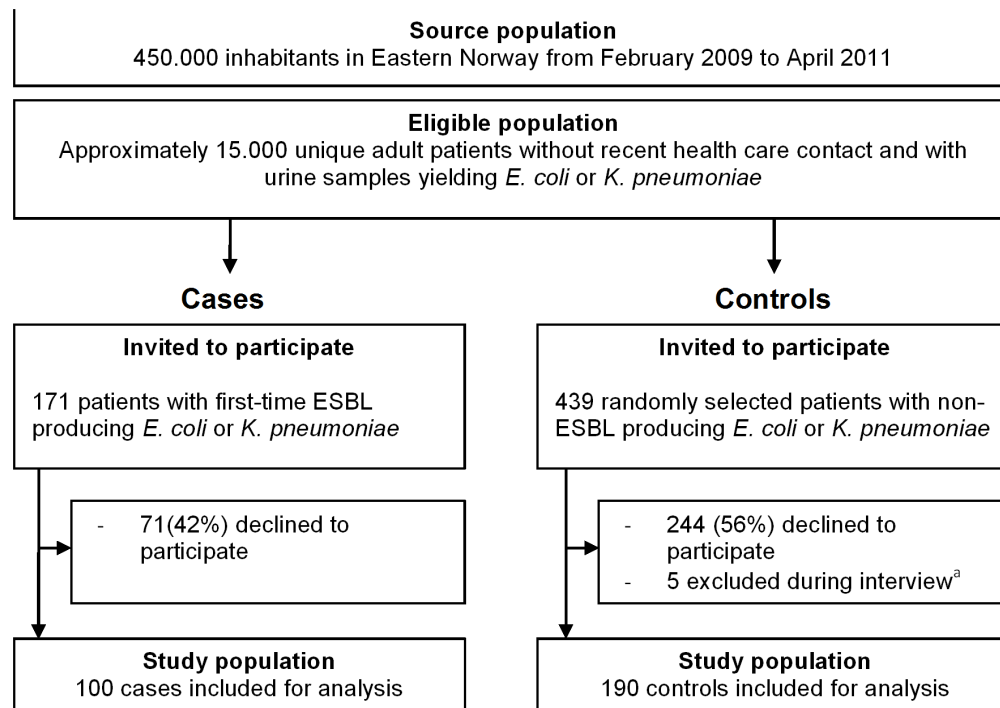 Source population
450.000 inhabitants in Eastern Norway from February 2009 to April 2011
Eligible population
Approximately 15.000 unique adult patients without recent health care contact and with
urine samples yielding E. coli or K. pneumoniae
Cases
Invited to participate
171 patients with first-time ESBL
producing E. coli or K. pneumoniae
- 71(42%) declined to
participate
Study population
100 cases included for analysis
Controls
Invited to participate
439 randomly selected patients with non-
ESBL producing E. coli or K. pneumoniae
- 244 (56%) declined to
participate
- 5 excluded during interviewa
Study population
190 controls included for analysis